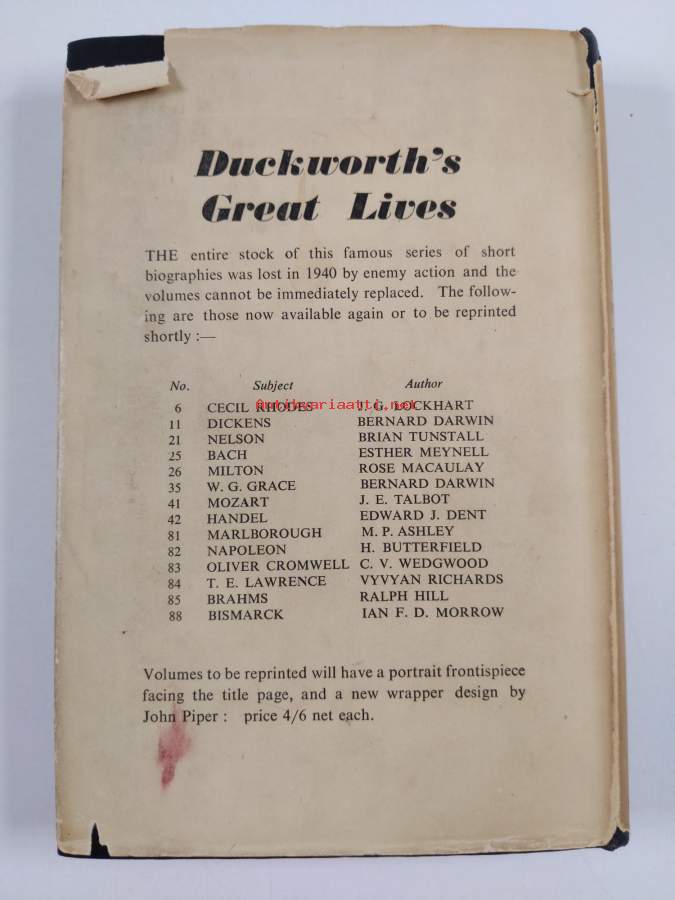 Duckworth's
Great Lives
THE entire stock of this famous series of short
biographies was lost in 1940 by enemy action and the
volumes cannot be immediately replaced. The follow-
ing are those now available again or to be reprinted
shortly :—
No. Subject Author
6 CECIL RHODES J. G. LOCKHART
antikvariaatti.net
11 DICKENS BERNARD DARWIN
21 NELSON BRIAN TUNSTALL
25 BACH ESTHER MEYNELL
26 MILTON ROSE MACAULAY
35 W. G. GRACE BERNARD DARWIN
41 MOZART J. E. TALBOT
42 HANDEL EDWARD J. DENT
81 MARLBOROUGH M. P. ASHLEY
82 NAPOLEON H. BUTTERFIELD
83 OLIVER CROMWELL C. V. WEDGWOOD
84 T. E. LAWRENCE VYVYAN RICHARDS
85 BRAHMS RALPH HILL
88 BISMARCK IAN F. D. MORROW
Volumes to be reprinted will have a portrait frontispiece
facing the title page, and a new wrapper design by
John Piper : price 4/6 net each.